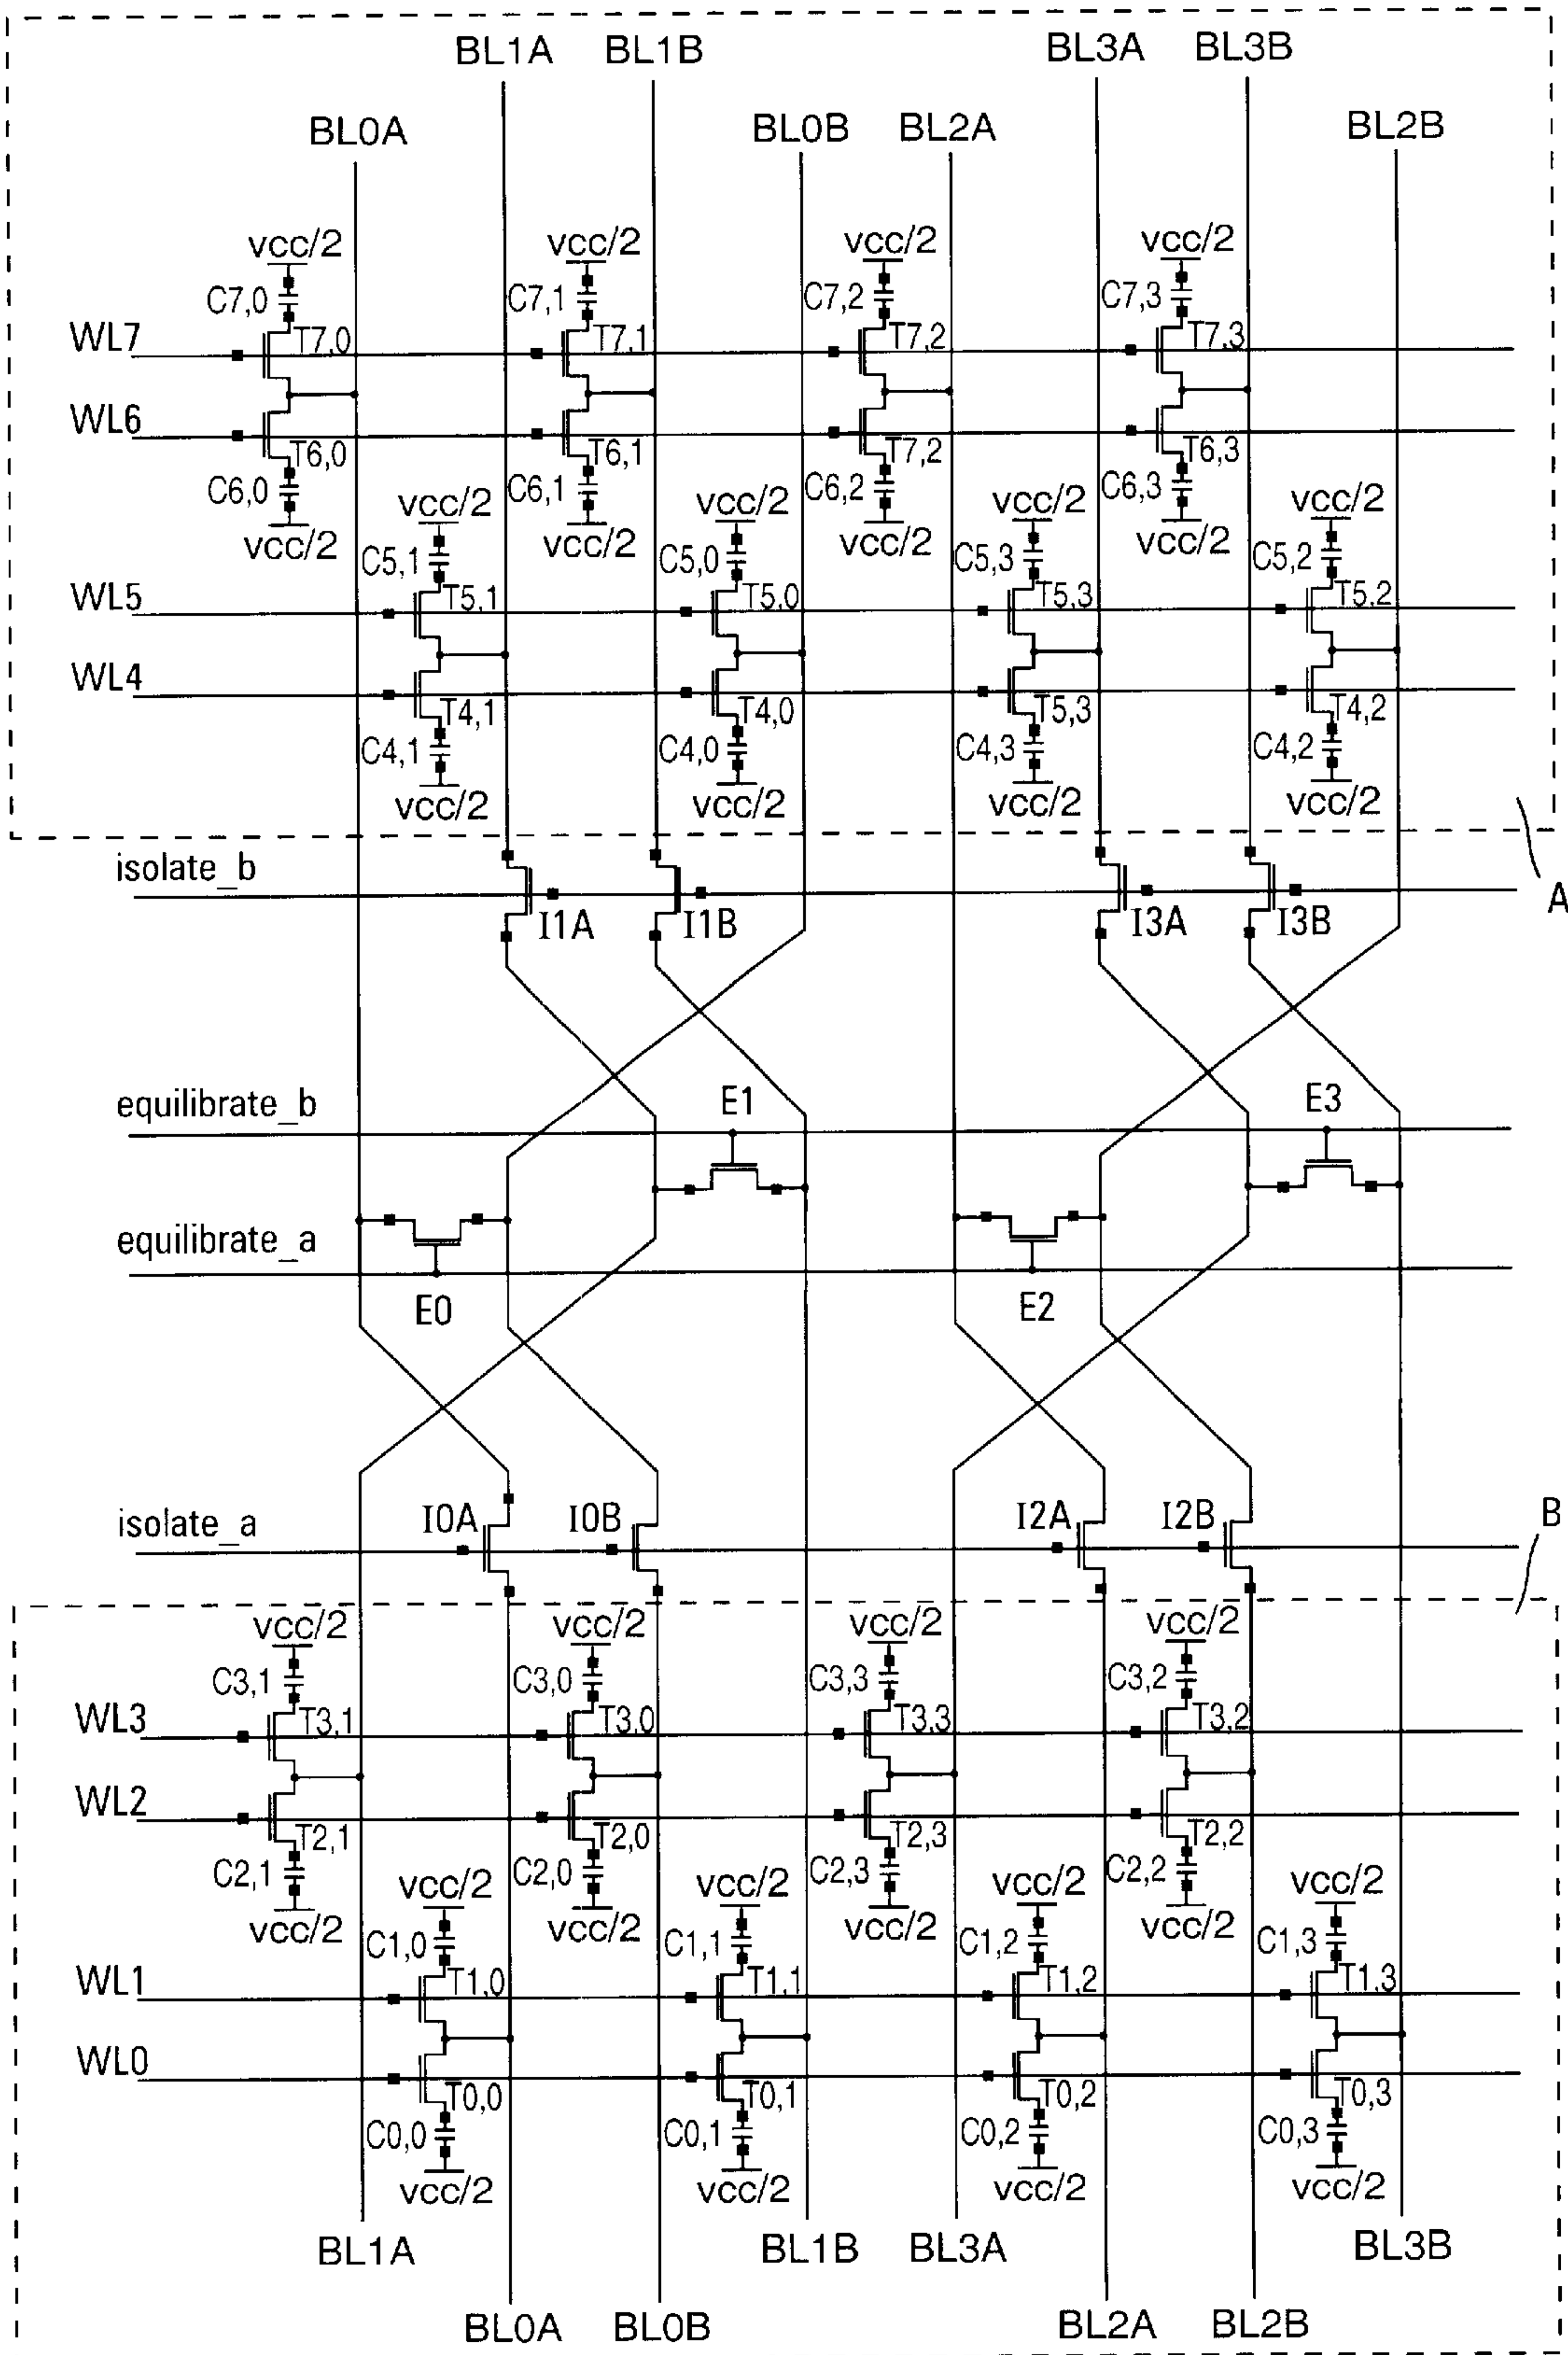 BL1A BL1B BL3A BL3B
BL0A BL0B BL2A BL2B
vcc/2 vcc/2 vcc/2 vcc/2
C7,0 C7,1 C7,2 C7,3
WL7 T7,0 T7,1 T7,2 T7,3
WL6 T6,0 T6,1 T7,2 T6,3
C6,0 C6,1 C6,2 C6,3
vcc/2 vcc/2 vcc/2 vcc/2
vcc/2 vcc/2 vcc/2 vcc/2
C5,1 C5,0 C5,3 C5,2
WL5 T5,1 T5,0 T5,3 T5,2
WL4 T4,1 T4,0 T5,3 T4,2
C4,1 C4,0 C4,3 C4,2
vcc/2 vcc/2 vcc/2 vcc/2
isolate_b I1A I1B I3A I3B A
equilibrate_b E1 E3
equilibrate_a E0 E2
isolate_a I0A I0B I2A I2B B
vcc/2 vcc/2 vcc/2 vcc/2
C3,1 C3,0 C3,3 C3,2
WL3 T3,1 T3,0 T3,3 T3,2
WL2 T2,1 T2,0 T2,3 T2,2
C2,1 C2,0 C2,3 C2,2
vcc/2 vcc/2 vcc/2 vcc/2
vcc/2 vcc/2 vcc/2 vcc/2
C1,0 C1,1 C1,2 C1,3
WL1 T1,0 T1,1 T1,2 T1,3
WL0 T0,0 T0,1 T0,2 T0,3
C0,0 C0,1 C0,2 C0,3
vcc/2 vcc/2 vcc/2 vcc/2
BL1A BL1B BL3A BL3B
BL0A BL0B BL2A BL2B